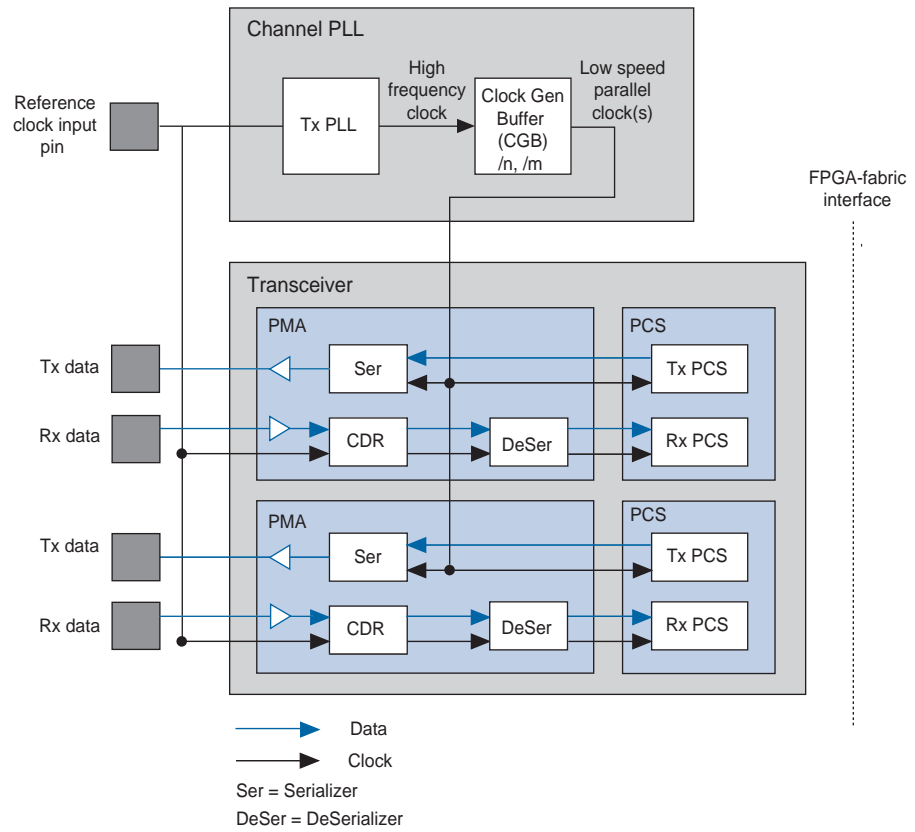 Channel PLL
Reference
clock input
pin
Tx PLL
High
frequency
clock
Clock Gen
Buffer
(CGB)
/n, /m
Low speed
parallel
clock(s)
FPGA-fabric
interface
Transceiver
PMA
PCS
Tx data
Ser
Tx PCS
Rx data
CDR
DeSer
Rx PCS
PMA
PCS
Tx data
Ser
Tx PCS
Rx data
CDR
DeSer
Rx PCS
Data
Clock
Ser = Serializer
DeSer = DeSerializer